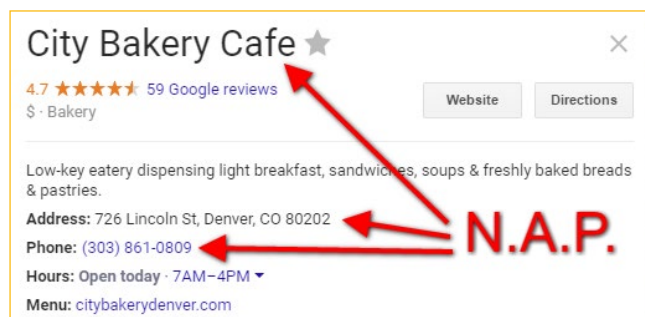 City Bakery Cafe
4.7 59 Google reviews
$ · Bakery
Website
Directions
Low-key eatery dispensing light breakfast, sandwiches, soups & freshly baked breads
& pastries.
Address: 726 Lincoln St, Denver, CO 80202
Phone: (303) 861-0809
N.A.P.
Hours: Open today · 7AM–4PM
Menu: citybakerydenver.com